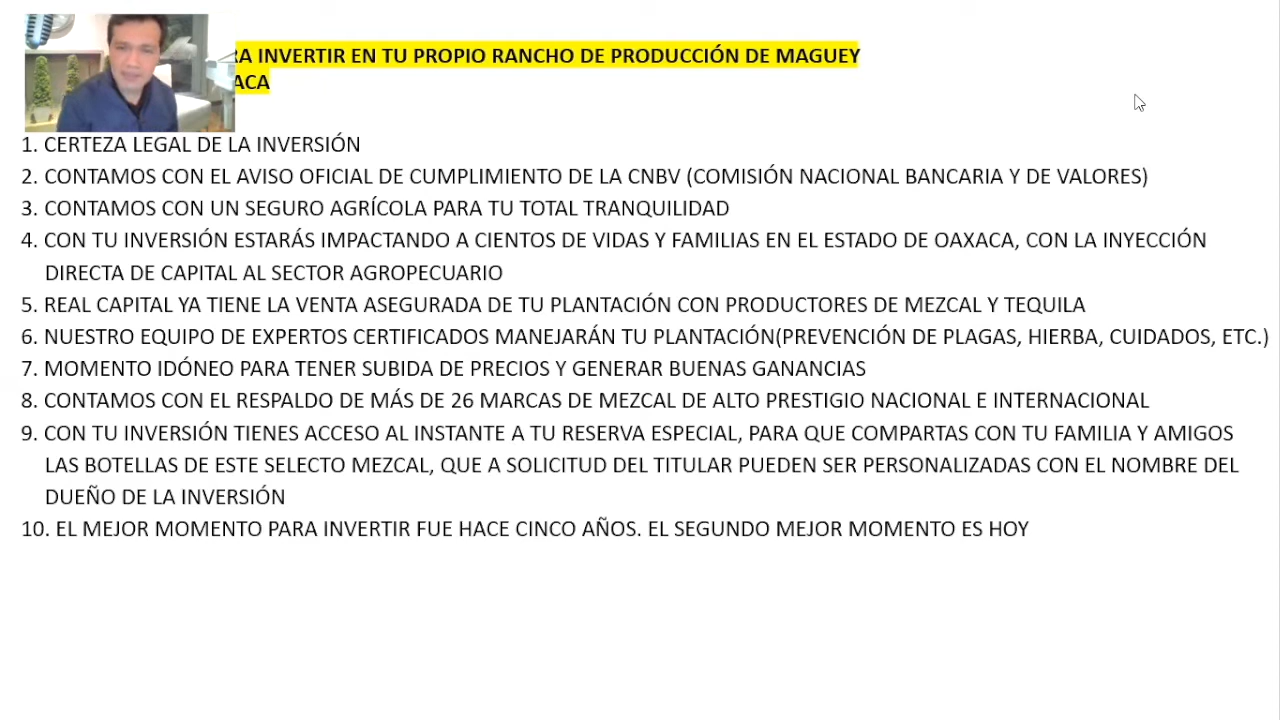 INVERTIR EN TU PROPIO RANCHO DE PRODUCCIÓN DE MAGUEY
1. CERTEZA LEGAL DE LA INVERSIÓN
2. CONTAMOS CON EL AVISO OFICIAL DE CUMPLIMIENTO DE LA CNBV (COMISIÓN NACIONAL BANCARIA Y DE VALORES)
3. CONTAMOS CON UN SEGURO AGRÍCOLA PARA TU TOTAL TRANQUILIDAD
4. CON TU INVERSIÓN ESTARÁS IMPACTANDO A CIENTOS DE VIDAS Y FAMILIAS EN EL ESTADO DE OAXACA, CON LA INYECCIÓN
DIRECTA DE CAPITAL AL SECTOR AGROPECUARIO
5. REAL CAPITAL YA TIENE LA VENTA ASEGURADA DE TU PLANTACIÓN CON PRODUCTORES DE MEZCAL Y TEQUILA
6. NUESTRO EQUIPO DE EXPERTOS CERTIFICADOS MANEJARÁN TU PLANTACIÓN(PREVENCIÓN DE PLAGAS, HIERBA, CUIDADOS, ETC.)
7. MOMENTO IDÓNEO PARA TENER SUBIDA DE PRECIOS Y GENERAR BUENAS GANANCIAS
8. CONTAMOS CON EL RESPALDO DE MÁS DE 26 MARCAS DE MEZCAL DE ALTO PRESTIGIO NACIONAL E INTERNACIONAL
9. CON TU INVERSIÓN TIENES ACCESO AL INSTANTE A TU RESERVA ESPECIAL, PARA QUE COMPARTAS CON TU FAMILIA Y AMIGOS
LAS BOTELLAS DE ESTE SELECTO MEZCAL, QUE A SOLICITUD DEL TITULAR PUEDEN SER PERSONALIZADAS CON EL NOMBRE DEL
DUEÑO DE LA INVERSIÓN
10. EL MEJOR MOMENTO PARA INVERTIR FUE HACE CINCO AÑOS. EL SEGUNDO MEJOR MOMENTO ES HOY